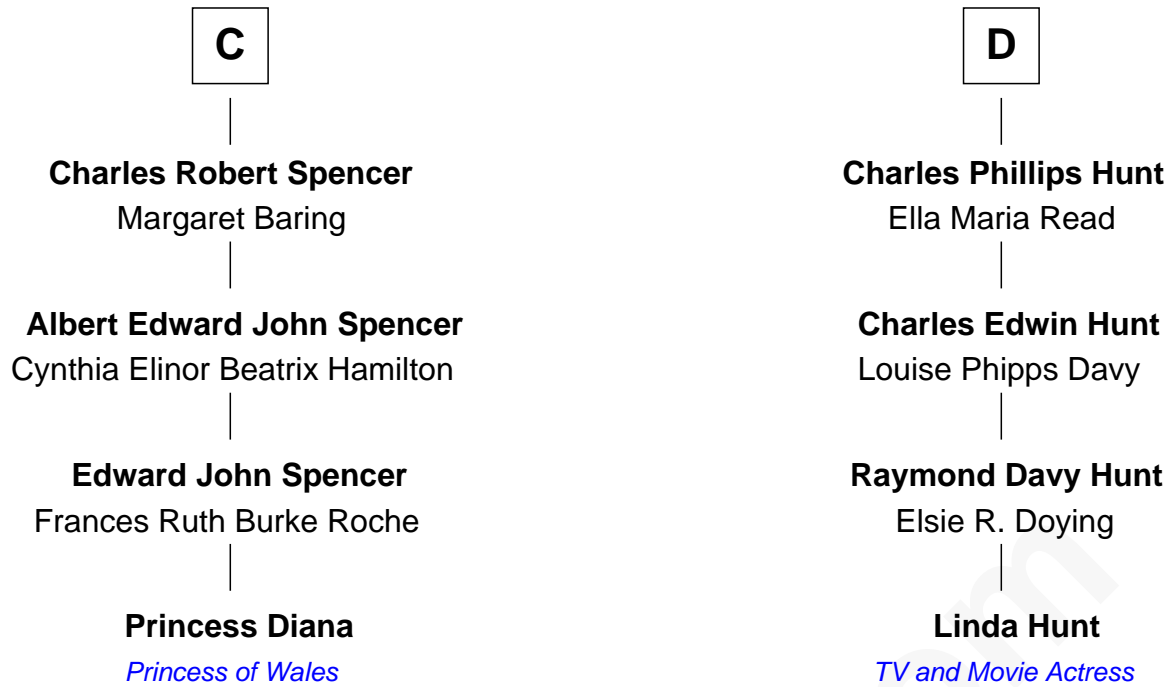 C
Charles Robert Spencer
Margaret Baring
Albert Edward John Spencer
Cynthia Elinor Beatrix Hamilton
Edward John Spencer
Frances Ruth Burke Roche
Princess Diana
Princess of Wales
D
Charles Phillips Hunt
Ella Maria Read
Charles Edwin Hunt
Louise Phipps Davy
Raymond Davy Hunt
Elsie R. Doying
Linda Hunt
TV and Movie Actress